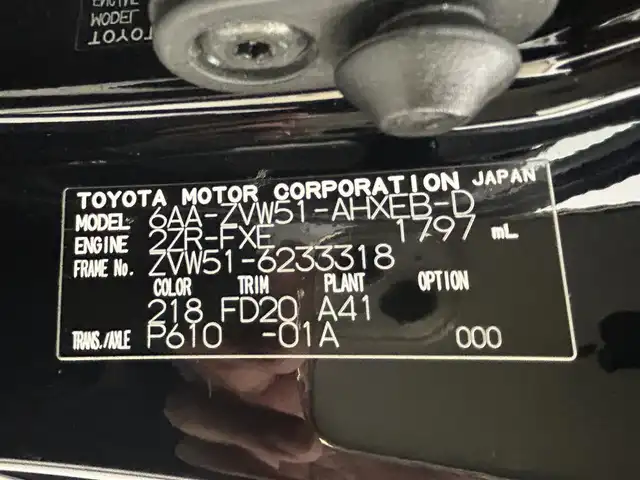 TOYOTA MOTOR CORPORATION JAPAN
MODEL 6AA-ZVW51-AHXEB-D
ENGINE 2ZR-FXE 1797 mL
FRAME No. ZVW51-6233318
COLOR TRIM PLANT OPTION
218 FD20 A41
TRANS./AXLE P610 -01A 000